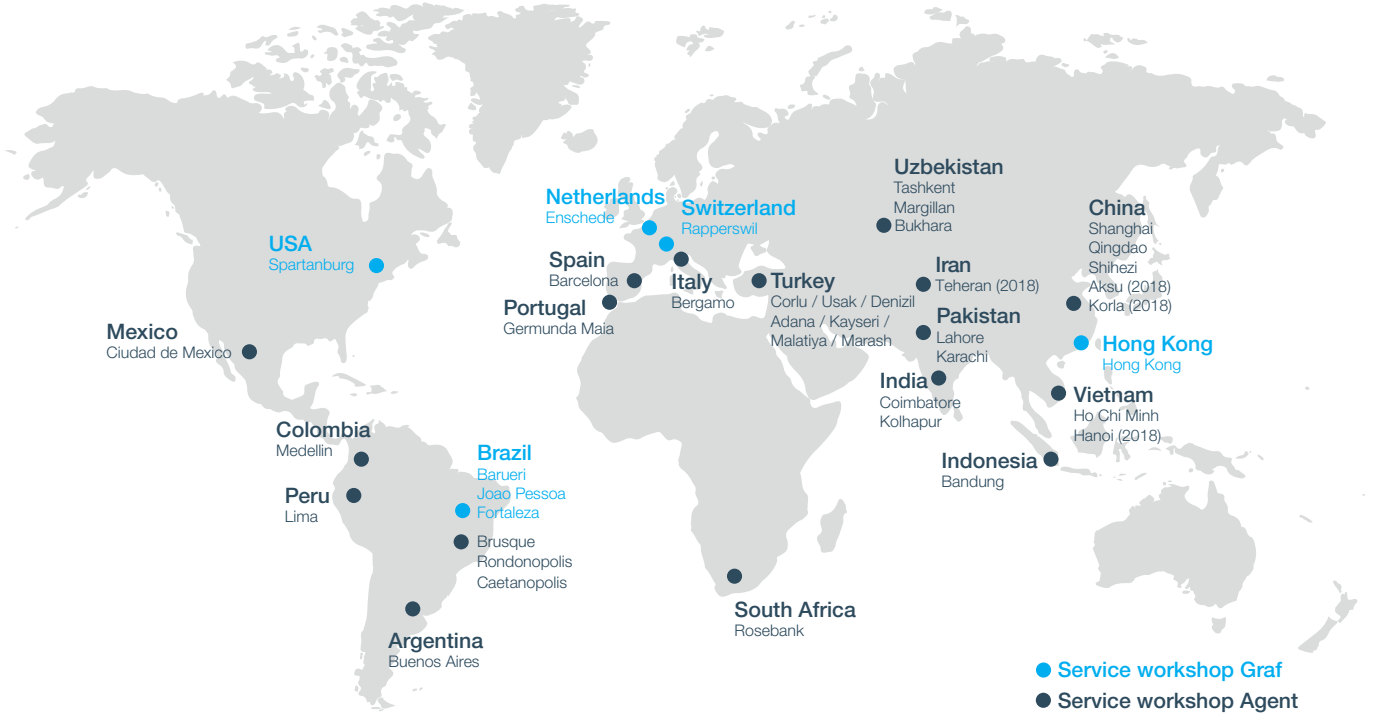 Uzbekistan
Tashkent
Margillan
Bukhara
Netherlands
Enschede
Switzerland
Rapperswil
China
Shanghai
Qingdao
Shihezi
Aksu (2018)
Korla (2018)
USA
Spartanburg
Spain
Barcelona
Italy
Bergamo
Turkey
Corlu / Usak / Denizil
Adana / Kayseri /
Malatiya / Marash
Iran
Teheran (2018)
Portugal
Germunda Maia
Pakistan
Lahore
Karachi
Mexico
Ciudad de Mexico
Hong Kong
Hong Kong
India
Coimbatore
Kolhapur
Vietnam
Ho Chi Minh
Hanoi (2018)
Colombia
Medellin
Brazil
Barueri
Joao Pessoa
Fortaleza
Brusque
Rondonopolis
Caetanopolis
Indonesia
Bandung
Peru
Lima
South Africa
Rosebank
Argentina
Buenos Aires
Service workshop Graf
Service workshop Agent